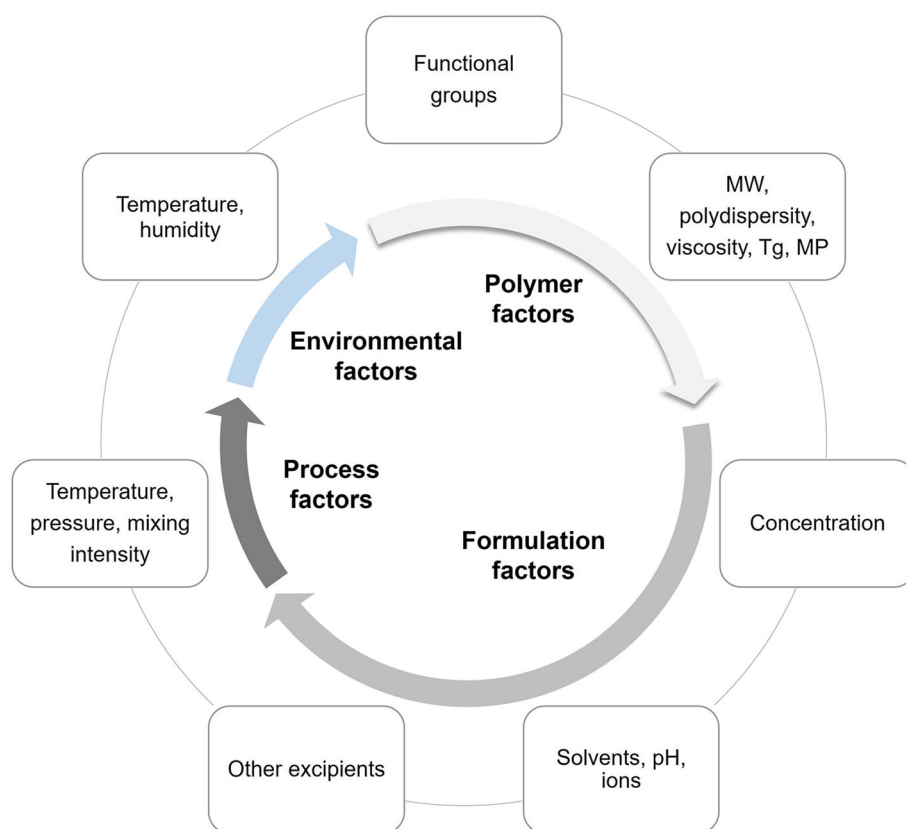 Functional
groups
Temperature,
humidity
MW,
polydispersity,
viscosity, Tg, MP
Polymer
factors
Environmental
factors
Process
factors
Temperature,
pressure, mixing
intensity
Formulation
factors
Concentration
Other excipients
Solvents, pH,
ions